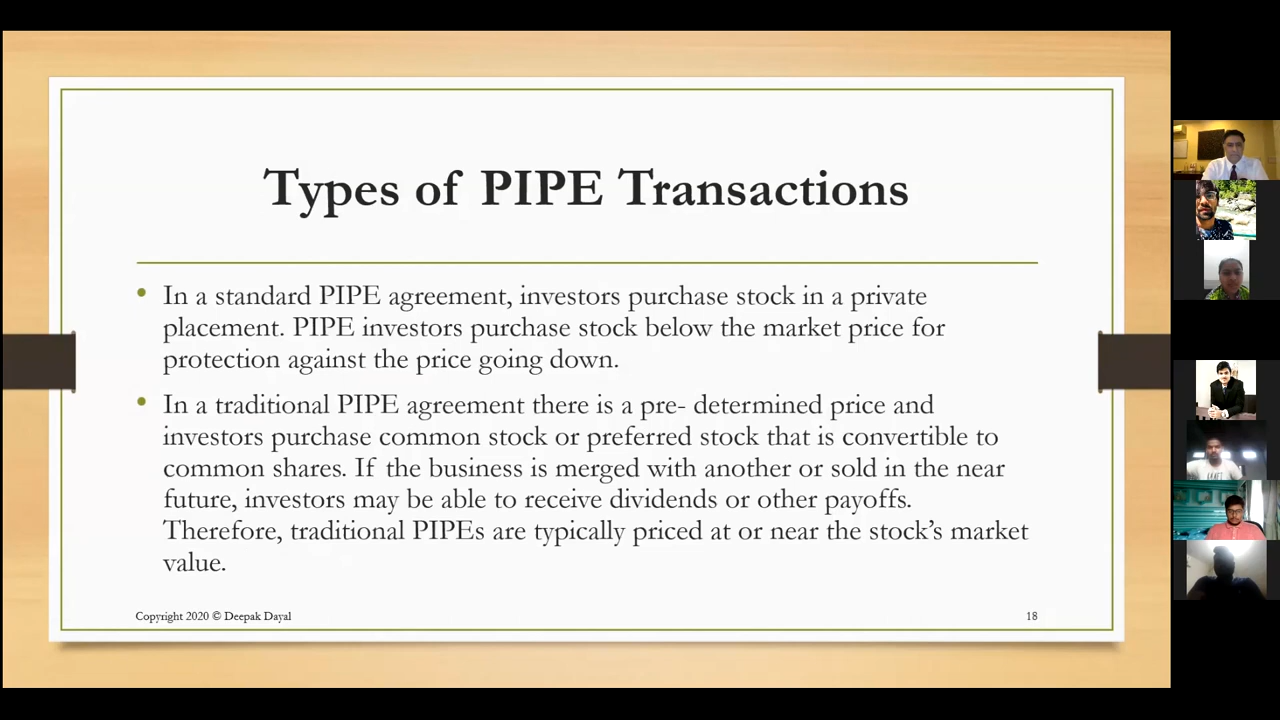 Types of PIPE Transactions
• In a standard PIPE agreement, investors purchase stock in a private
placement. PIPE investors purchase stock below the market price for
protection against the price going down.
• In a traditional PIPE agreement there is a pre- determined price and
investors purchase common stock or preferred stock that is convertible to
common shares. If the business is merged with another or sold in the near
future, investors may be able to receive dividends or other payoffs.
Therefore, traditional PIPEs are typically priced at or near the stock’s market
value.
Copyright 2020 © Deepak Dayal
18